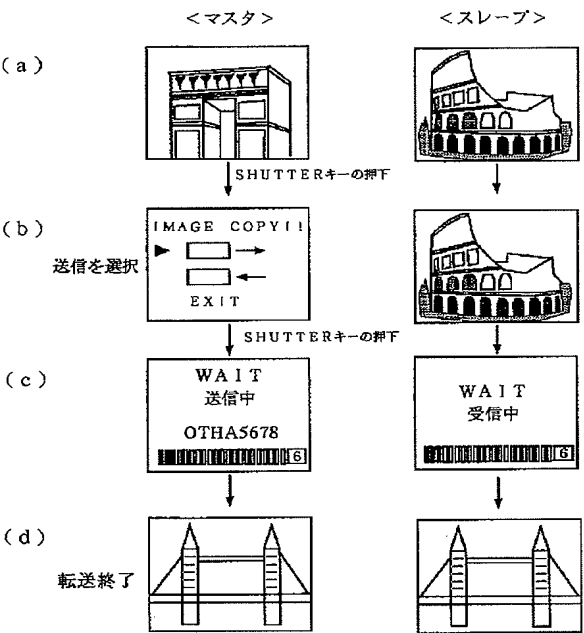 <マスタ> <スレーブ>
(a)
SHUTTERキーの押下
(b)
IMAGE COPY!!
送信を選択
EXIT
SHUTTERキーの押下
(c)
WAIT
送信中
OTHA5678
6
WAIT
受信中
6
(d)
転送終了